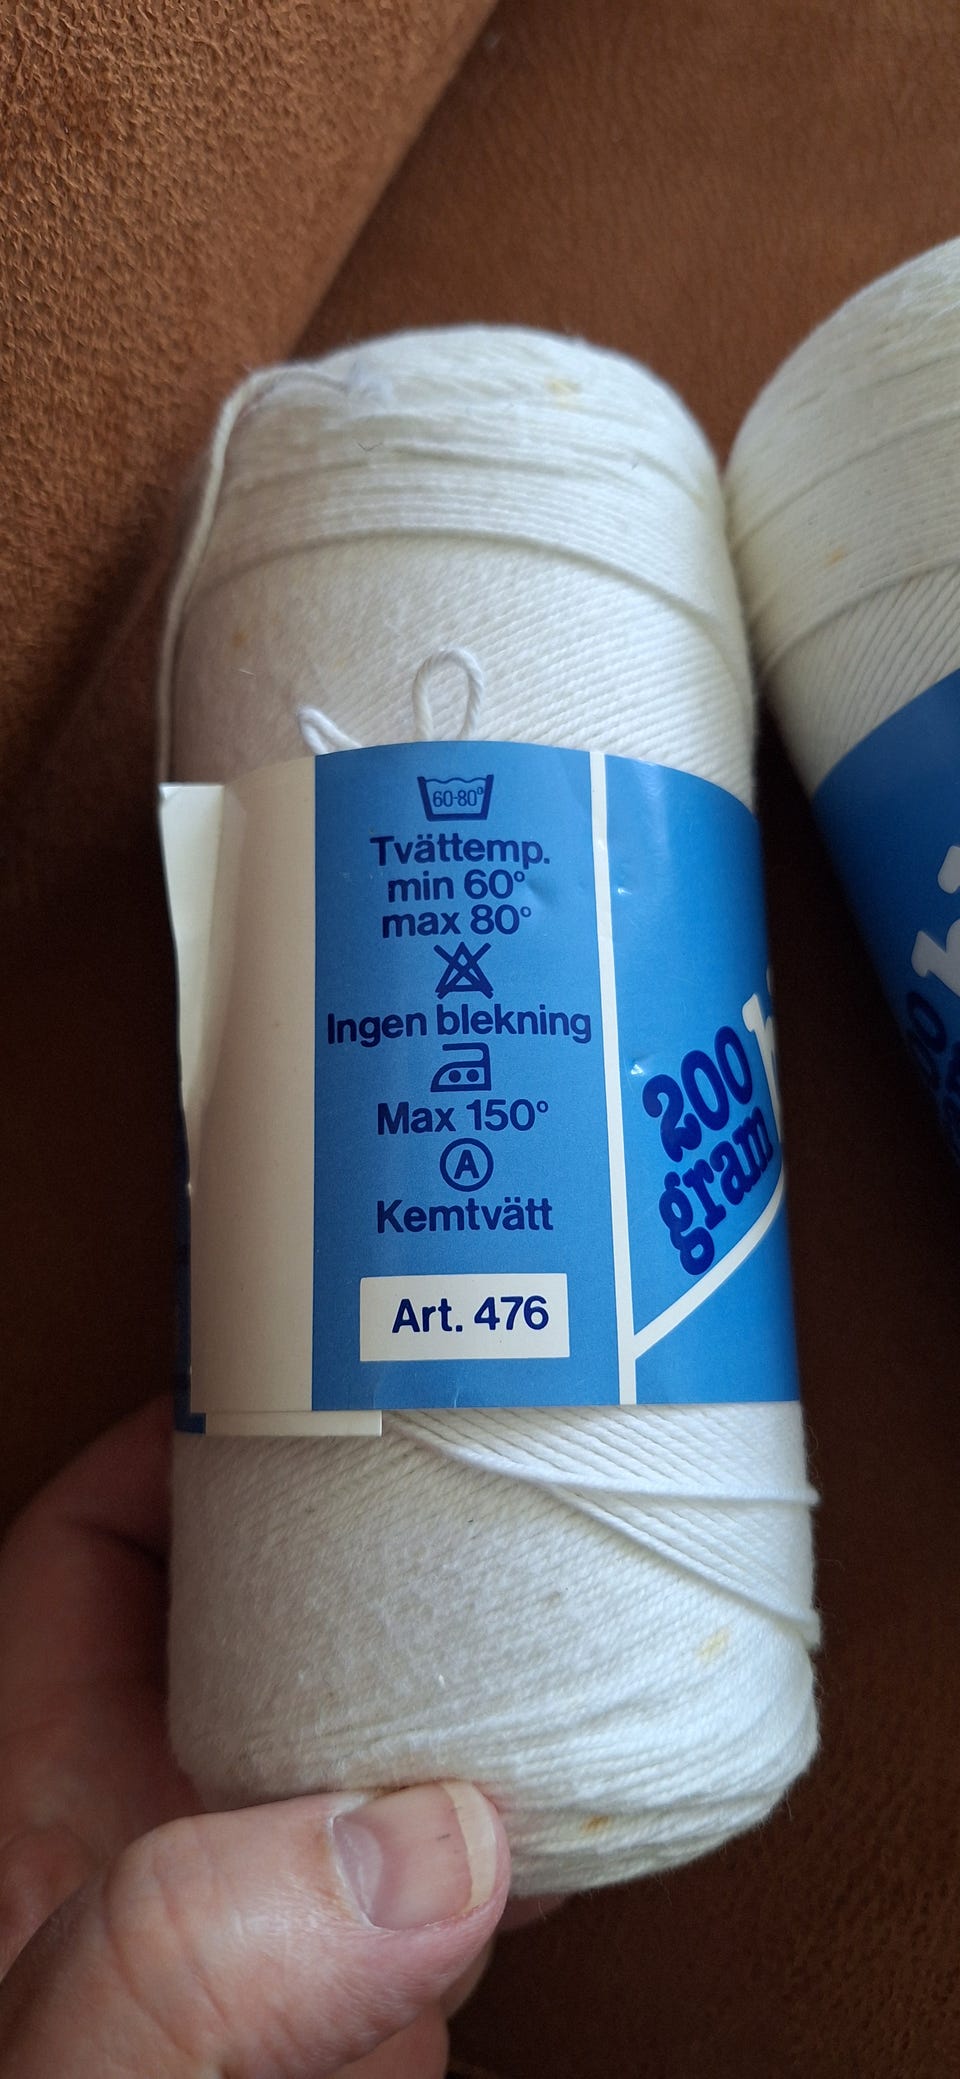 60-80°
Tvättemp.
min 60°
max 80°
Ingen blekning
Max 150°
A
Kemtvätt
Art. 476
200
gram